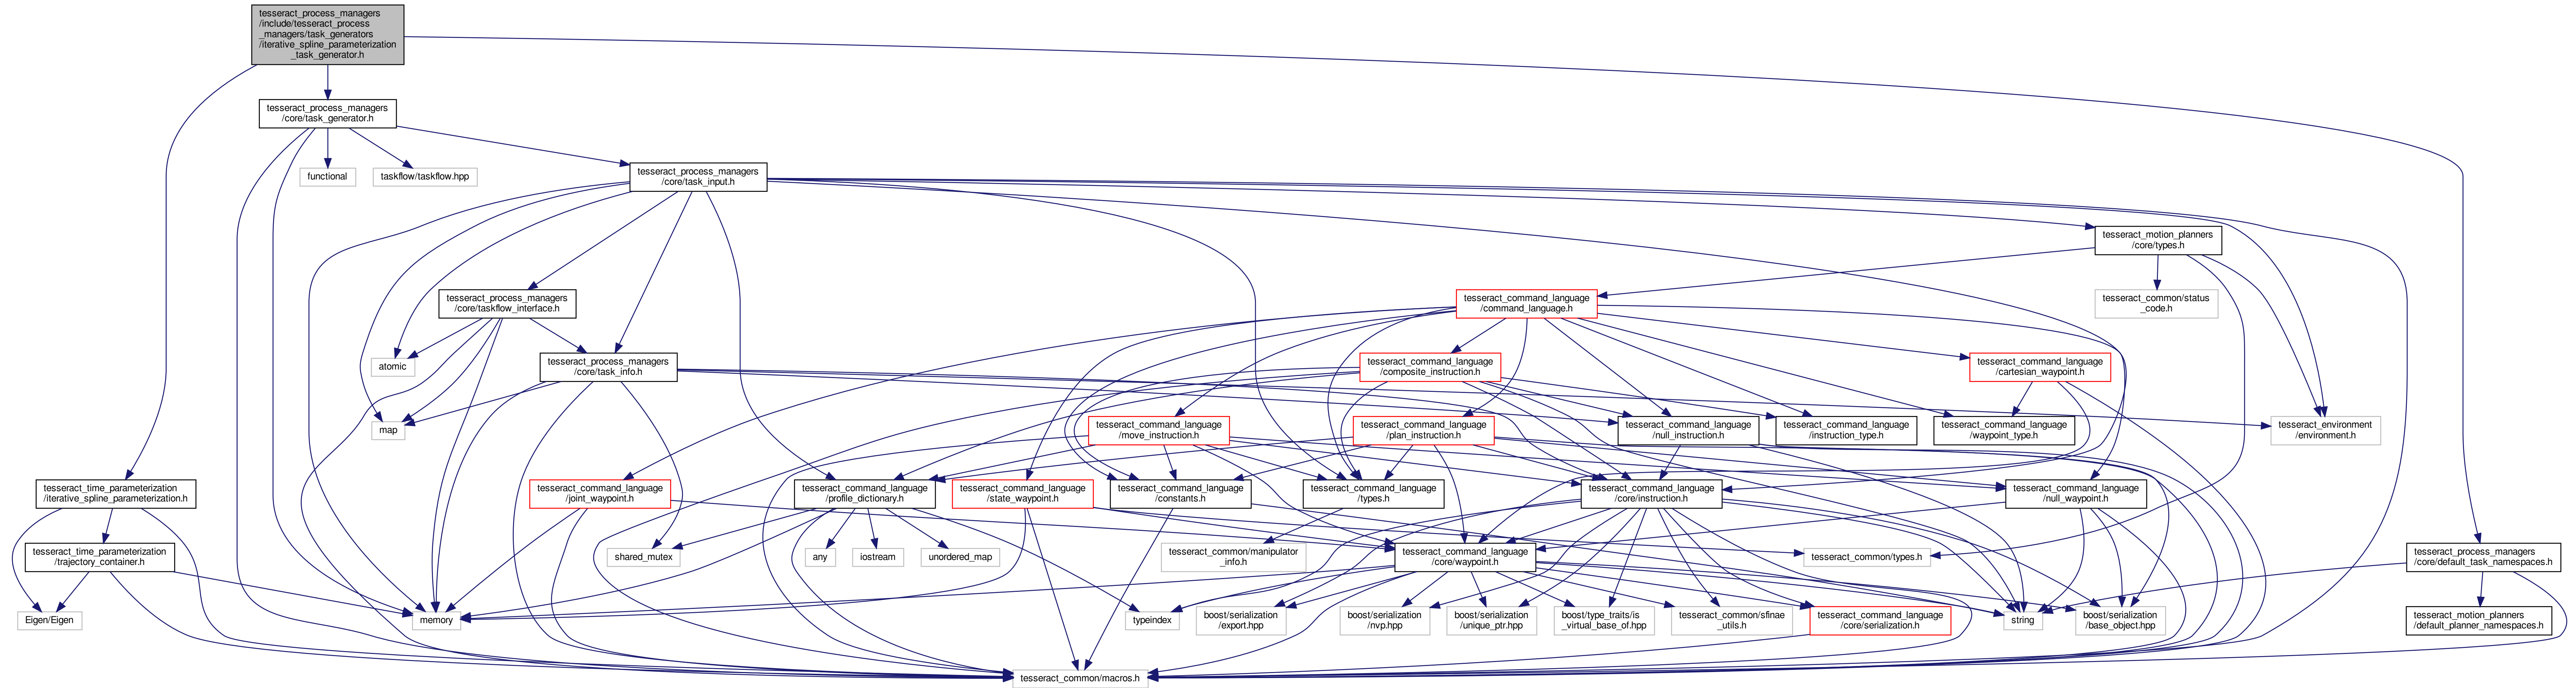 tesseract_process_managers
/include/tesseract_process
_managers/task_generators
/iterative_spline_parameterization
_task_generator.h
tesseract_process_managers
/core/task_generator.h
functional
taskflow/taskflow.hpp
tesseract_process_managers
/core/task_input.h
tesseract_motion_planners
/core/types.h
tesseract_process_managers
/core/taskflow_interface.h
tesseract_command_language
/command_language.h
tesseract_common/status
_code.h
atomic
tesseract_process_managers
/core/task_info.h
tesseract_command_language
/composite_instruction.h
tesseract_command_language
/cartesian_waypoint.h
map
tesseract_command_language
/move_instruction.h
tesseract_command_language
/plan_instruction.h
tesseract_command_language
/null_instruction.h
tesseract_command_language
/instruction_type.h
tesseract_command_language
/waypoint_type.h
tesseract_environment
/environment.h
tesseract_time_parameterization
/iterative_spline_parameterization.h
tesseract_command_language
/joint_waypoint.h
tesseract_command_language
/profile_dictionary.h
tesseract_command_language
/state_waypoint.h
tesseract_command_language
/constants.h
tesseract_command_language
/types.h
tesseract_command_language
/core/instruction.h
tesseract_command_language
/null_waypoint.h
tesseract_time_parameterization
/trajectory_container.h
shared_mutex
any
iostream
unordered_map
tesseract_common/manipulator
_info.h
tesseract_command_language
/core/waypoint.h
tesseract_common/types.h
tesseract_process_managers
/core/default_task_namespaces.h
Eigen/Eigen
memory
typeindex
boost/serialization
/export.hpp
boost/serialization
/nvp.hpp
boost/serialization
/unique_ptr.hpp
boost/type_traits/is
_virtual_base_of.hpp
tesseract_common/sfinae
_utils.h
tesseract_command_language
/core/serialization.h
string
boost/serialization
/base_object.hpp
tesseract_motion_planners
/default_planner_namespaces.h
tesseract_common/macros.h